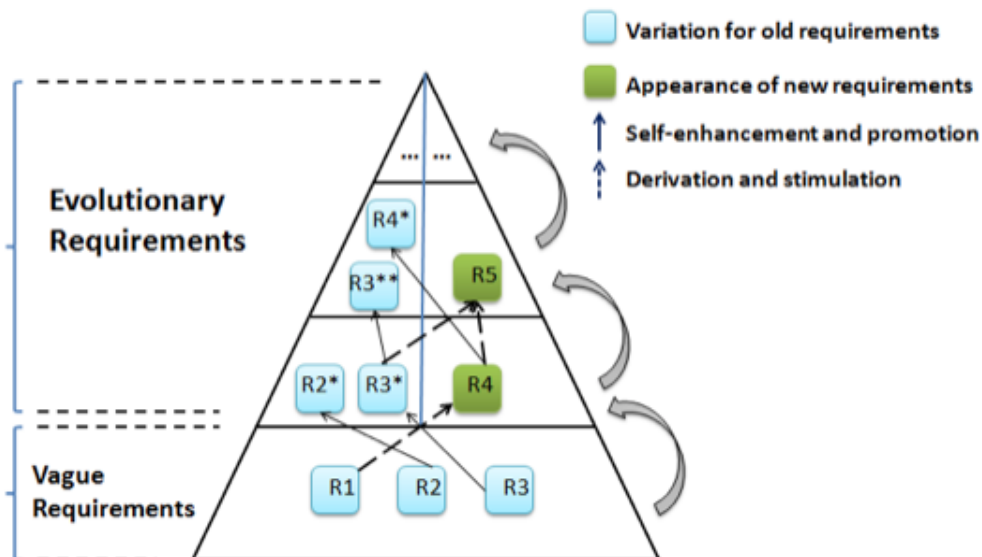 Variation for old requirements
Appearance of new requirements
Self-enhancement and promotion
Derivation and stimulation
... ...
Evolutionary
Requirements
R4*
R3** R5
R2* R3* R4
Vague
Requirements
R1 R2 R3